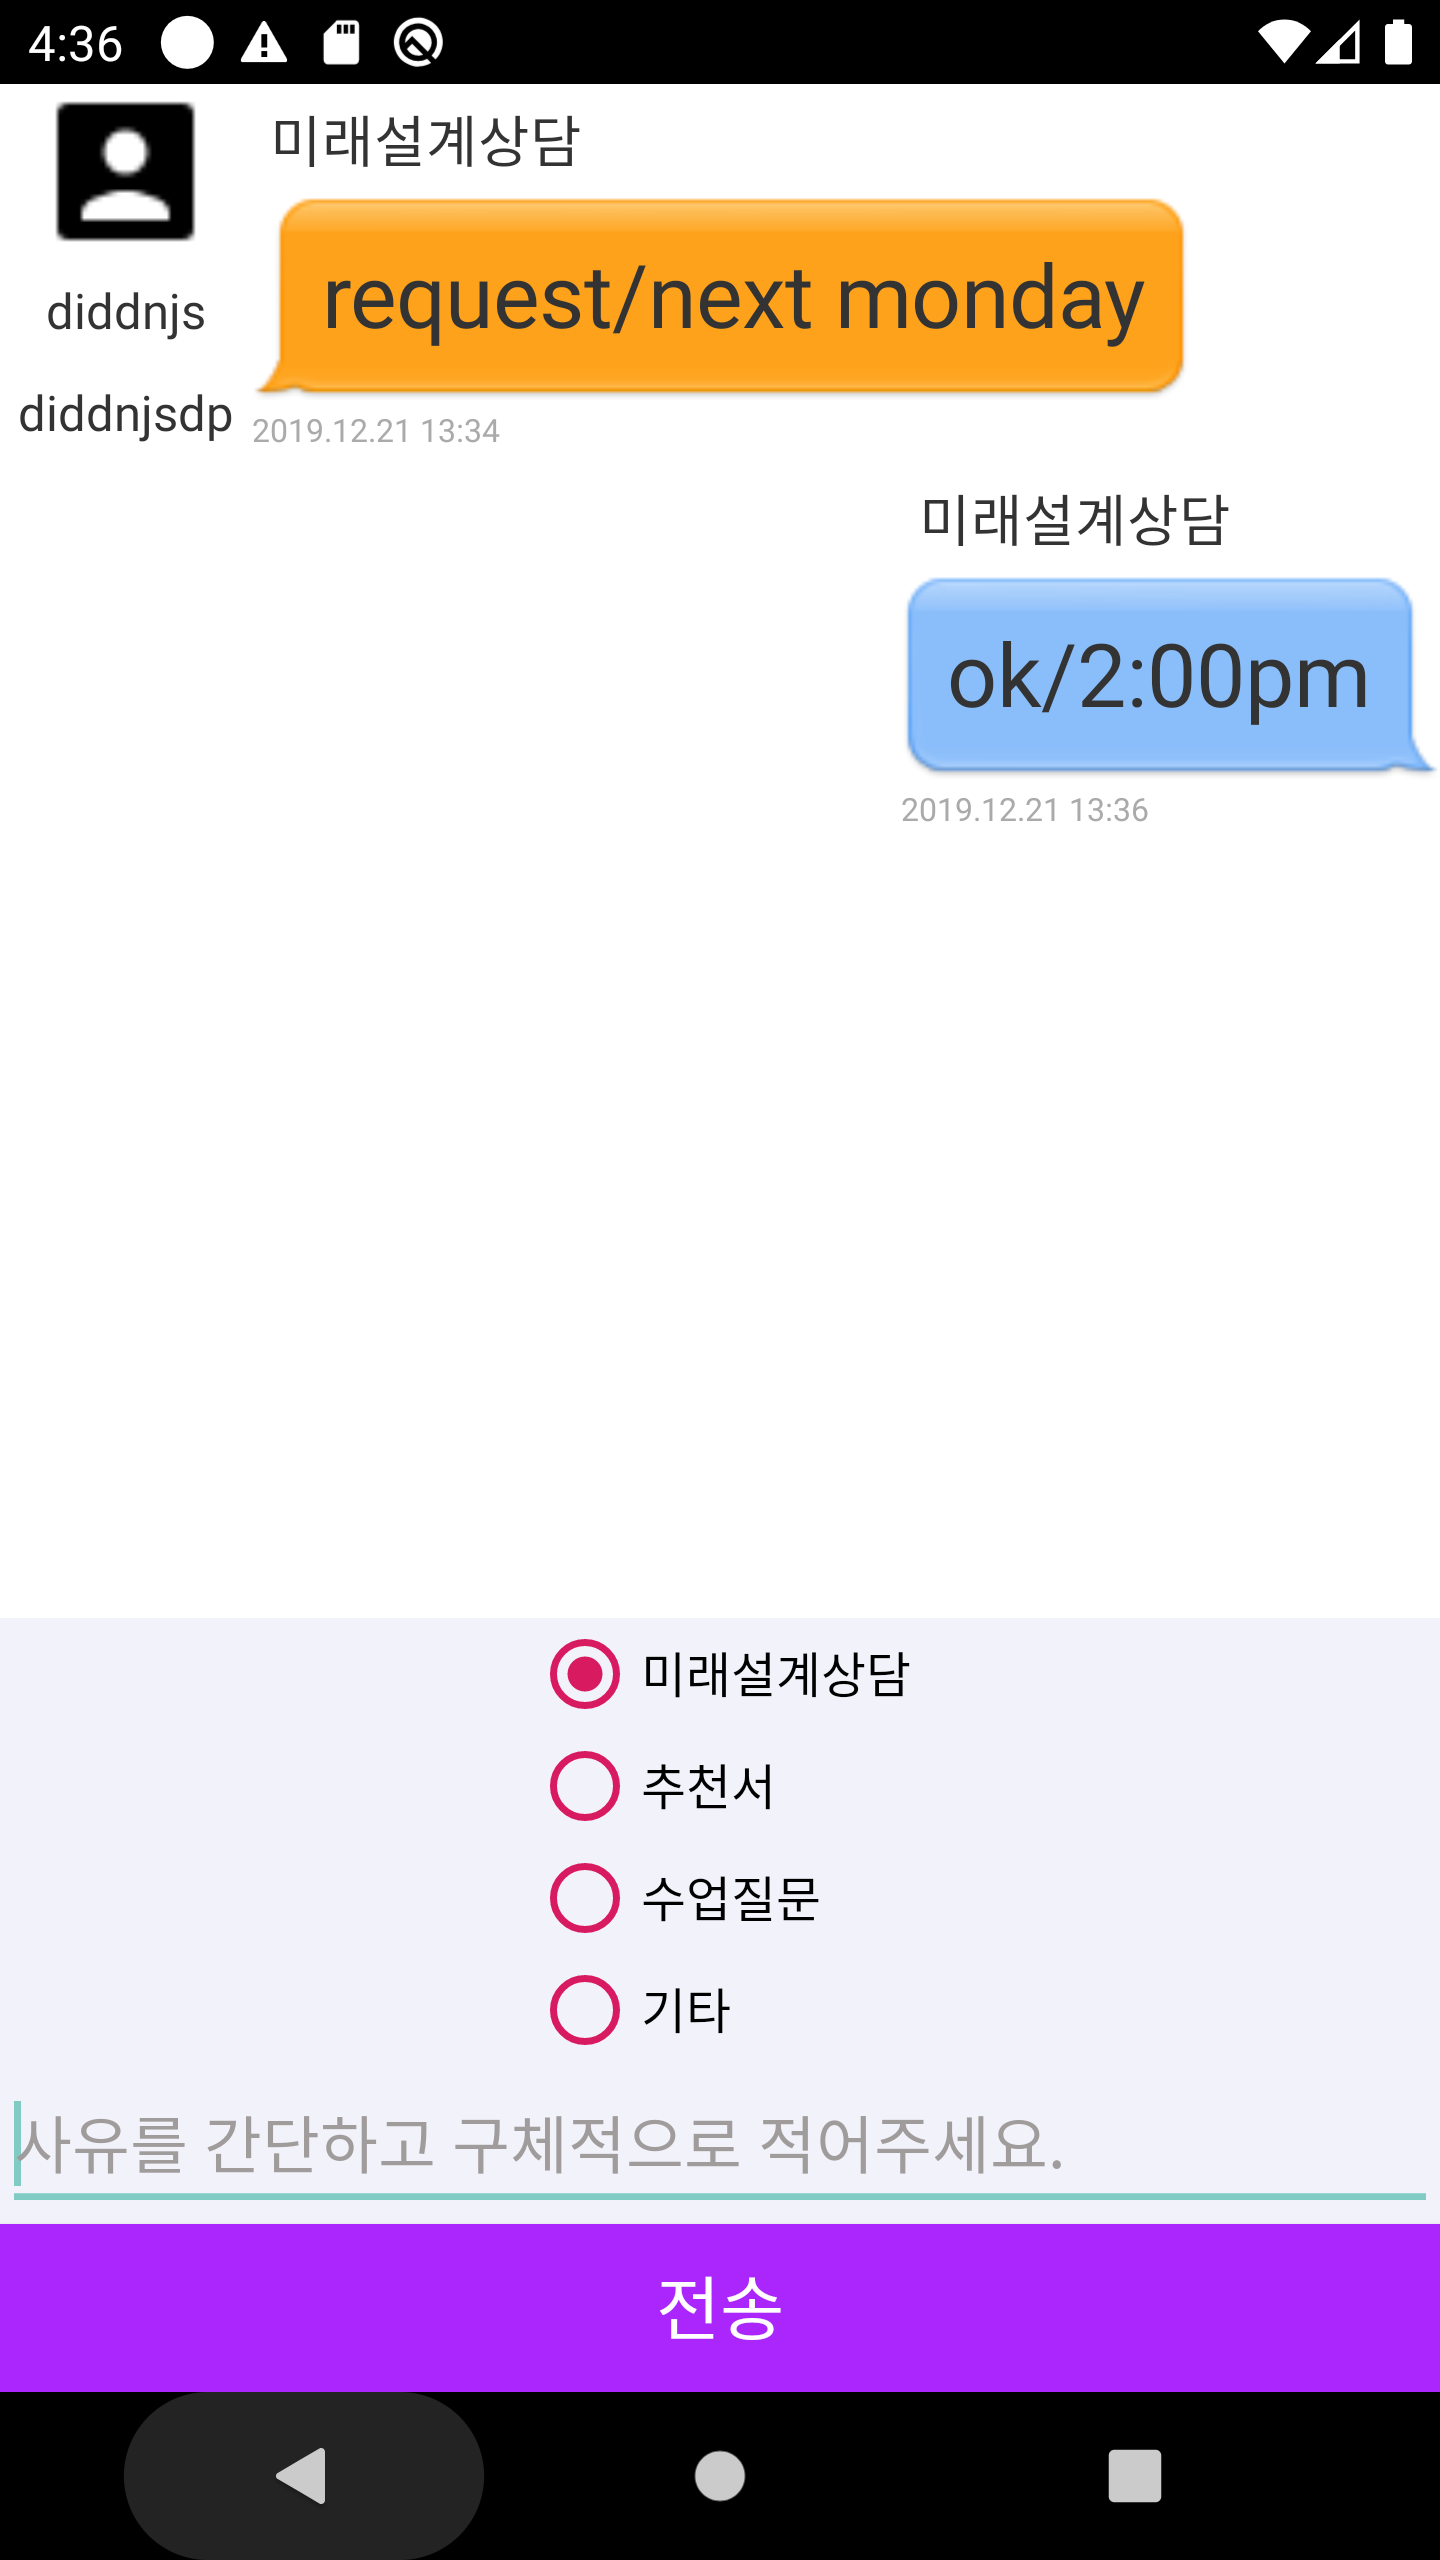 4:36
미래설계상담
request/next monday
diddnjs
diddnjsdp
2019.12.21 13:34
미래설계상담
ok/2:00pm
2019.12.21 13:36
미래설계상담
추천서
수업질문
기타
사유를 간단하고 구체적으로 적어주세요.
전송